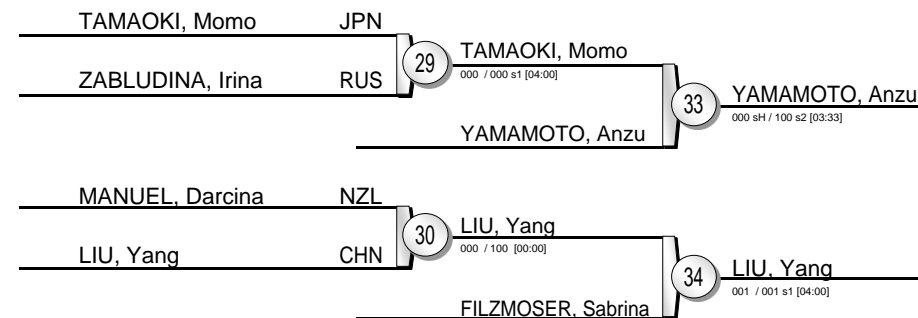 TAMAOKI, Momo JPN
ZABLUDINA, Irina RUS
29
TAMAOKI, Momo
000 / 000 s1 [04:00]
YAMAMOTO, Anzu
33
YAMAMOTO, Anzu
000 sH / 100 s2 [03:33]
MANUEL, Darcina NZL
LIU, Yang CHN
30
LIU, Yang
000 / 100 [00:00]
FILZMOSER, Sabrina
34
LIU, Yang
001 / 001 s1 [04:00]